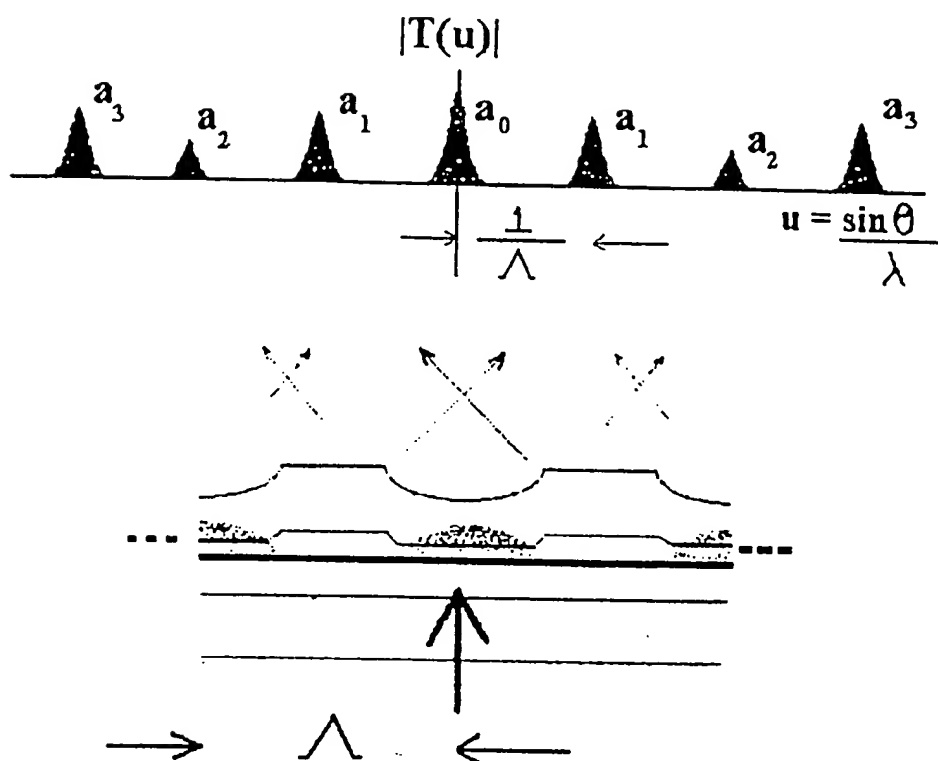 |T(u)|
a₃ a₂ a₁ a₀ a₁ a₂ a₃
1/Λ
u = sin θ/λ
Λ